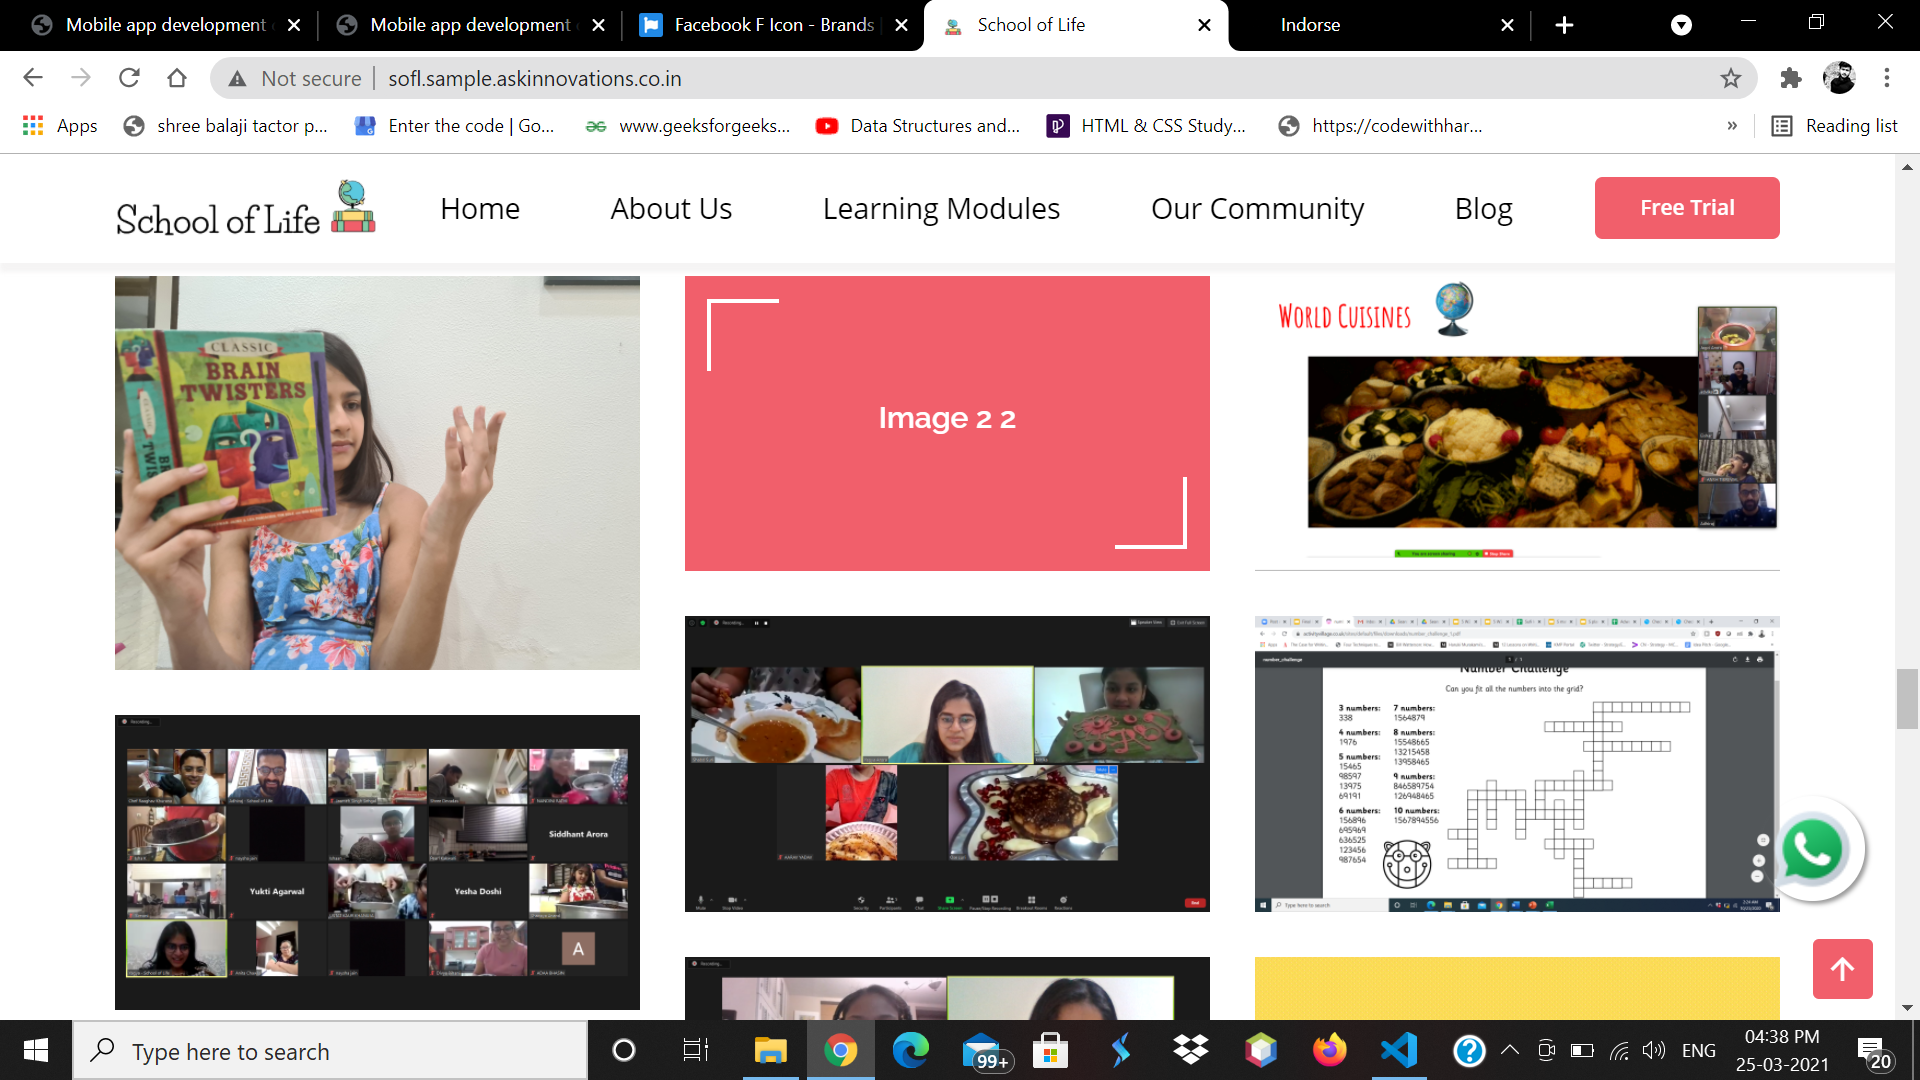 Mobile app development
Mobile app development
Facebook F Icon - Brands
School of Life
Indorse
Not secure
sofl.sample.askinnovations.co.in
Apps
shree balaji tactor p...
Enter the code | Go...
www.geeksforgeeks...
Data Structures and...
HTML & CSS Study...
https://codewithhar...
»
Reading list
School of Life
Home
About Us
Learning Modules
Our Community
Blog
Free Trial
CLASSIC
BRAIN
TWISTERS
Image 2 2
WORLD CUISINES
Siddhant Arora
Yukti Agarwal
Yesha Doshi
A
Number Challenge
Can you fit all the numbers into the grid?
3 numbers:
338
4 numbers:
1976
5 numbers:
15465
98597
13975
69191
6 numbers:
156896
695969
636525
123456
987654
7 numbers:
1564879
8 numbers:
15548665
13215458
13958465
9 numbers:
846589754
126948465
10 numbers:
1567894556
Type here to search
99+
ENG
04:38 PM
25-03-2021
20